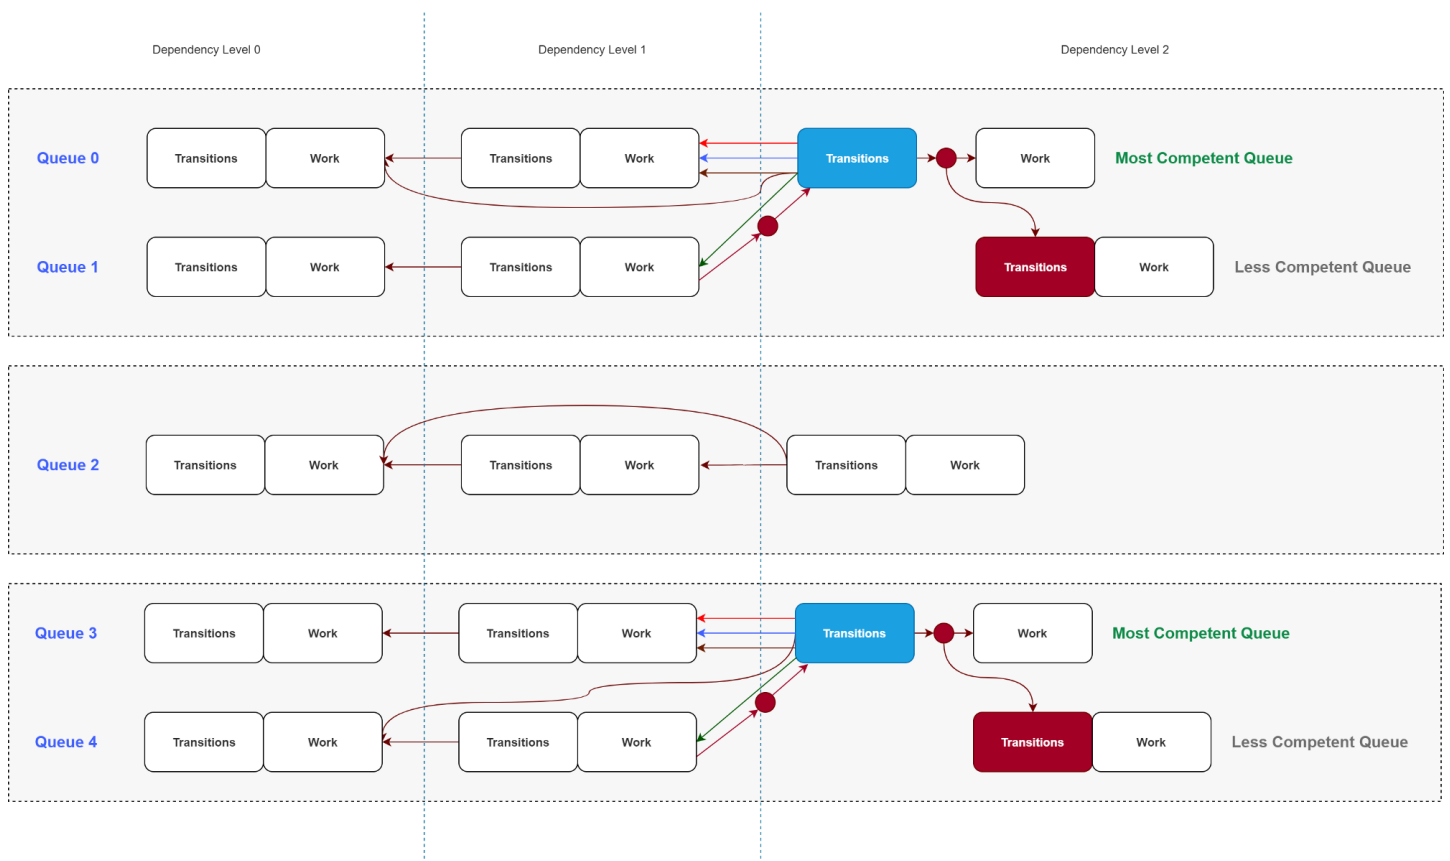 Dependency Level 0
Dependency Level 1
Dependency Level 2
Queue 0
Transitions
Work
Transitions
Work
Transitions
Work
Most Competent Queue
Queue 1
Transitions
Work
Transitions
Work
Transitions
Work
Less Competent Queue
Queue 2
Transitions
Work
Transitions
Work
Transitions
Work
Queue 3
Transitions
Work
Transitions
Work
Transitions
Work
Most Competent Queue
Queue 4
Transitions
Work
Transitions
Work
Transitions
Work
Less Competent Queue